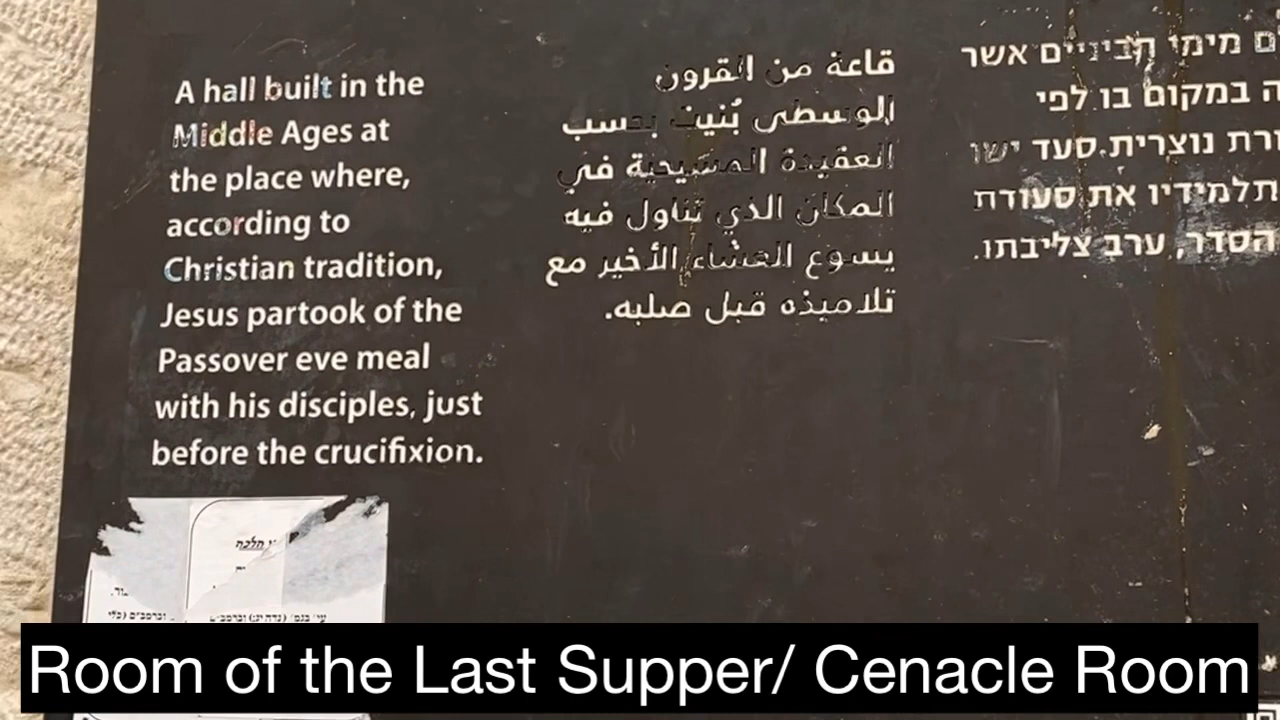 A hall built in the
Middle Ages at
the place where,
according to
Christian tradition,
Jesus partook of the
Passover eve meal
with his disciples, just
before the crucifixion.
قاعة من القرون
الوسطى بُنيت بحسب
العقيدة المسيحية في
المكان الذي تناول فيه
يسوع العشاء الأخير مع
تلاميذه قبل صلبه.
מימי הביניים אשר
במקום בו לפי
נוצרית סעד ישו
תלמידיו את סעודת
הסדר, ערב צליבתו.
הלכה
Room of the Last Supper/ Cenacle Room